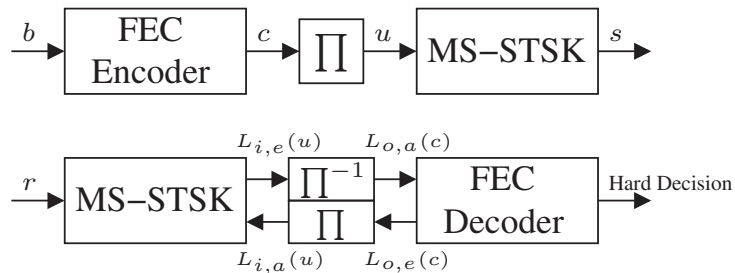 b FEC Encoder c ∏ u MS–STSK s
L_{i,e}(u) L_{o,a}(c)
r MS–STSK ∏^{-1} ∏ FEC Decoder Hard Decision
L_{i,a}(u) L_{o,e}(c)